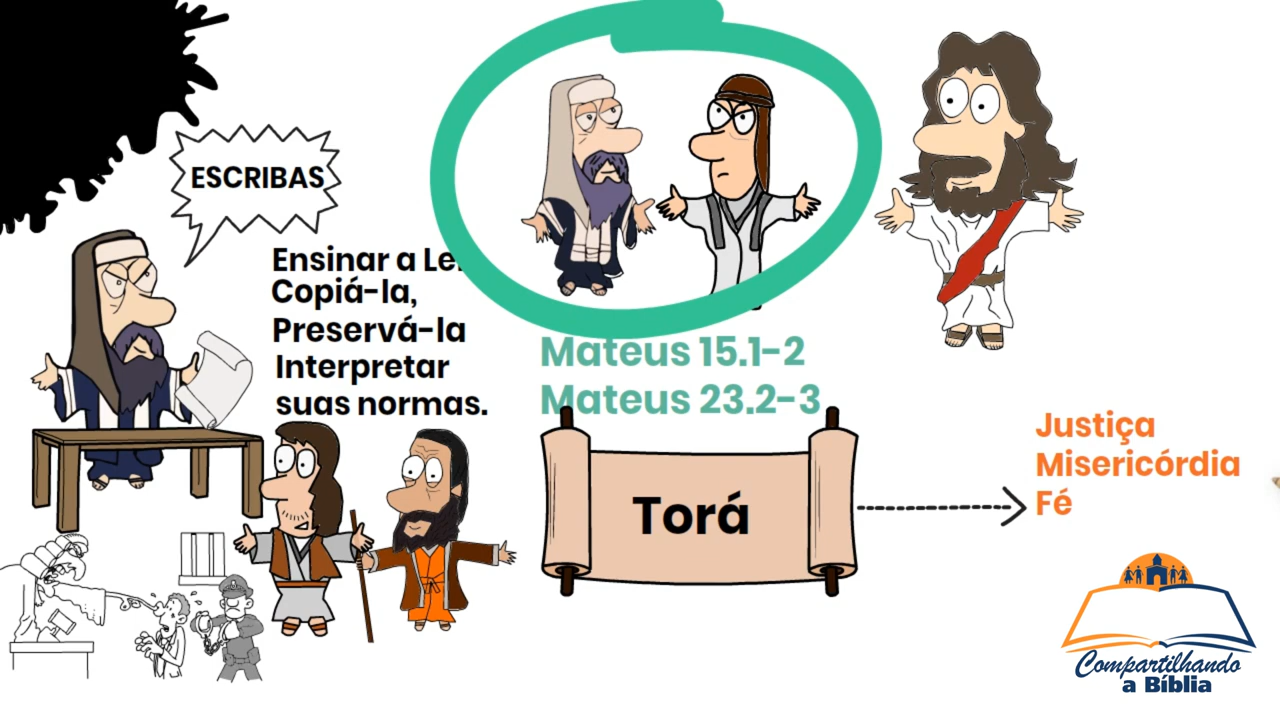 ESCRIBAS
Ensinar a Le
Copiá-la,
Preservá-la
Interpretar
suas normas.
Mateus 15.1-2
Mateus 23.2-3
Torá
Justiça
Misericórdia
Fé
Compartilhando
a Bíblia